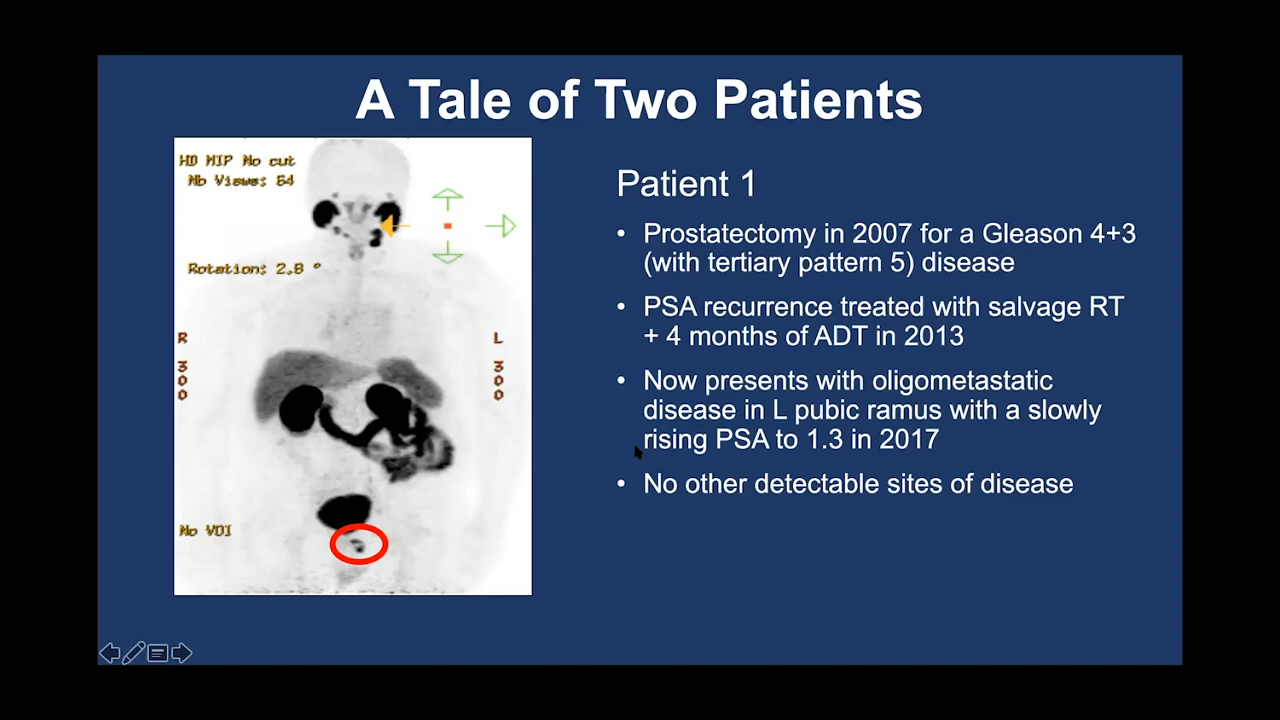 A Tale of Two Patients
HD MIP No cut
Nb Views: 64
Rotation: 2.8 °
R
300
L
300
No VDI
Patient 1
• Prostatectomy in 2007 for a Gleason 4+3
(with tertiary pattern 5) disease
• PSA recurrence treated with salvage RT
+ 4 months of ADT in 2013
• Now presents with oligometastatic
disease in L pubic ramus with a slowly
rising PSA to 1.3 in 2017
• No other detectable sites of disease